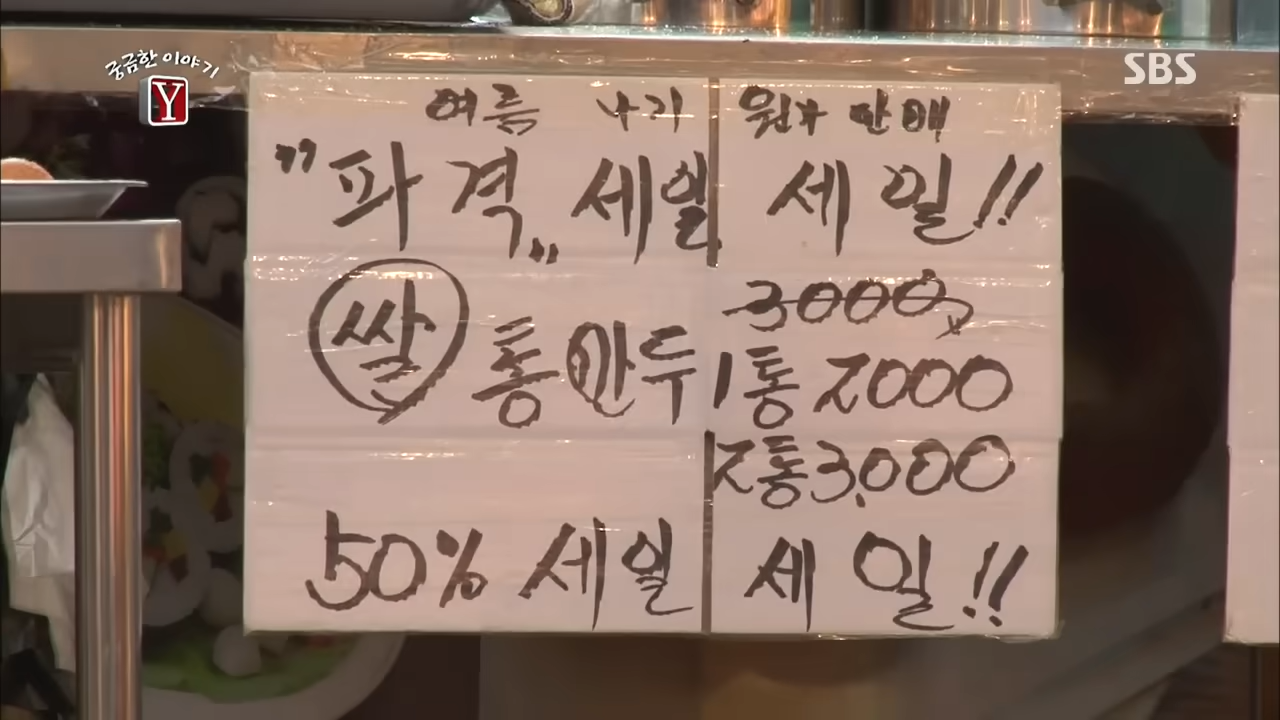 궁금한 이야기
Y
SBS
여름 나기 원가 판매
"파격" 세일 세일!!
쌀 통만두 3000
1통 2000
2통 3,000
50% 세일 세일!!